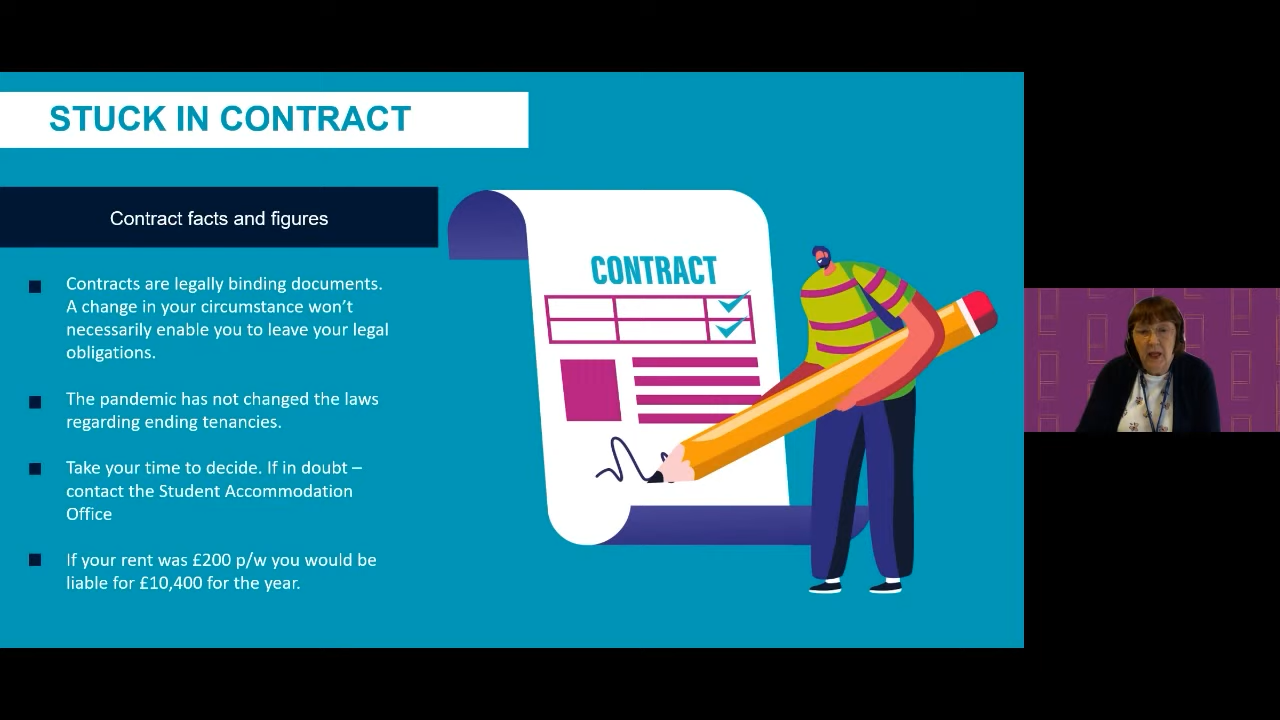 STUCK IN CONTRACT
Contract facts and figures
Contracts are legally binding documents.
A change in your circumstance won't
necessarily enable you to leave your legal
obligations.
The pandemic has not changed the laws
regarding ending tenancies.
Take your time to decide. If in doubt –
contact the Student Accommodation
Office
If your rent was £200 p/w you would be
liable for £10,400 for the year.
CONTRACT